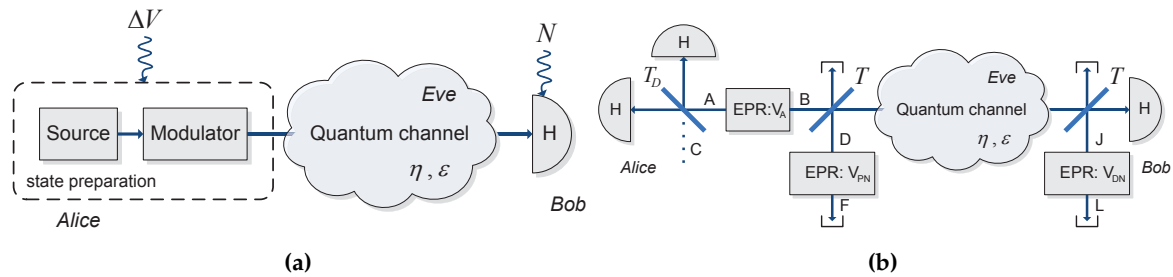 ΔV
N
Source
Modulator
state preparation
Alice
Eve
Quantum channel
η , ε
H
Bob
(a)
H
T_D
H
A
EPR:V_A
B
T
Eve
Quantum channel
η , ε
T
H
Alice
C
D
EPR: V_PN
F
J
EPR: V_DN
L
Bob
(b)